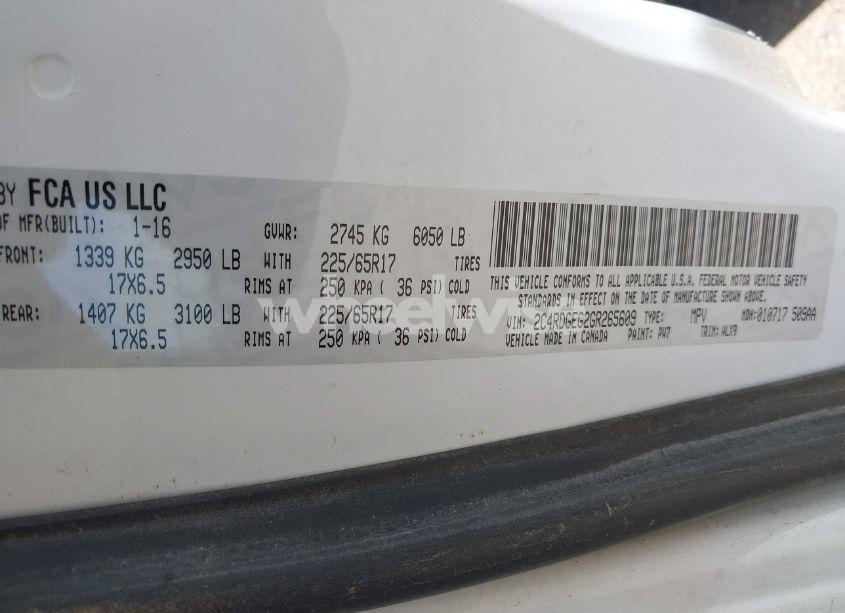 BY FCA US LLC
OF MFR(BUILT): 1-16 GVWR: 2745 KG 6050 LB
FRONT: 1339 KG 2950 LB WITH 225/65R17 TIRES
17X6.5 RIMS AT 250 KPA ( 36 PSI) COLD
REAR: 1407 KG 3100 LB WITH 225/65R17 TIRES
17X6.5 RIMS AT 250 KPA ( 36 PSI) COLD
THIS VEHICLE CONFORMS TO ALL APPLICABLE U.S.A. FEDERAL MOTOR VEHICLE SAFETY
STANDARDS IN EFFECT ON THE DATE OF MANUFACTURE SHOWN ABOVE.
VIN: 2C4RDGEG2GR265609 TYPE: MPV MDH:010717 509AA
VEHICLE MADE IN CANADA PAINT: PW7 TRIM: ALX9